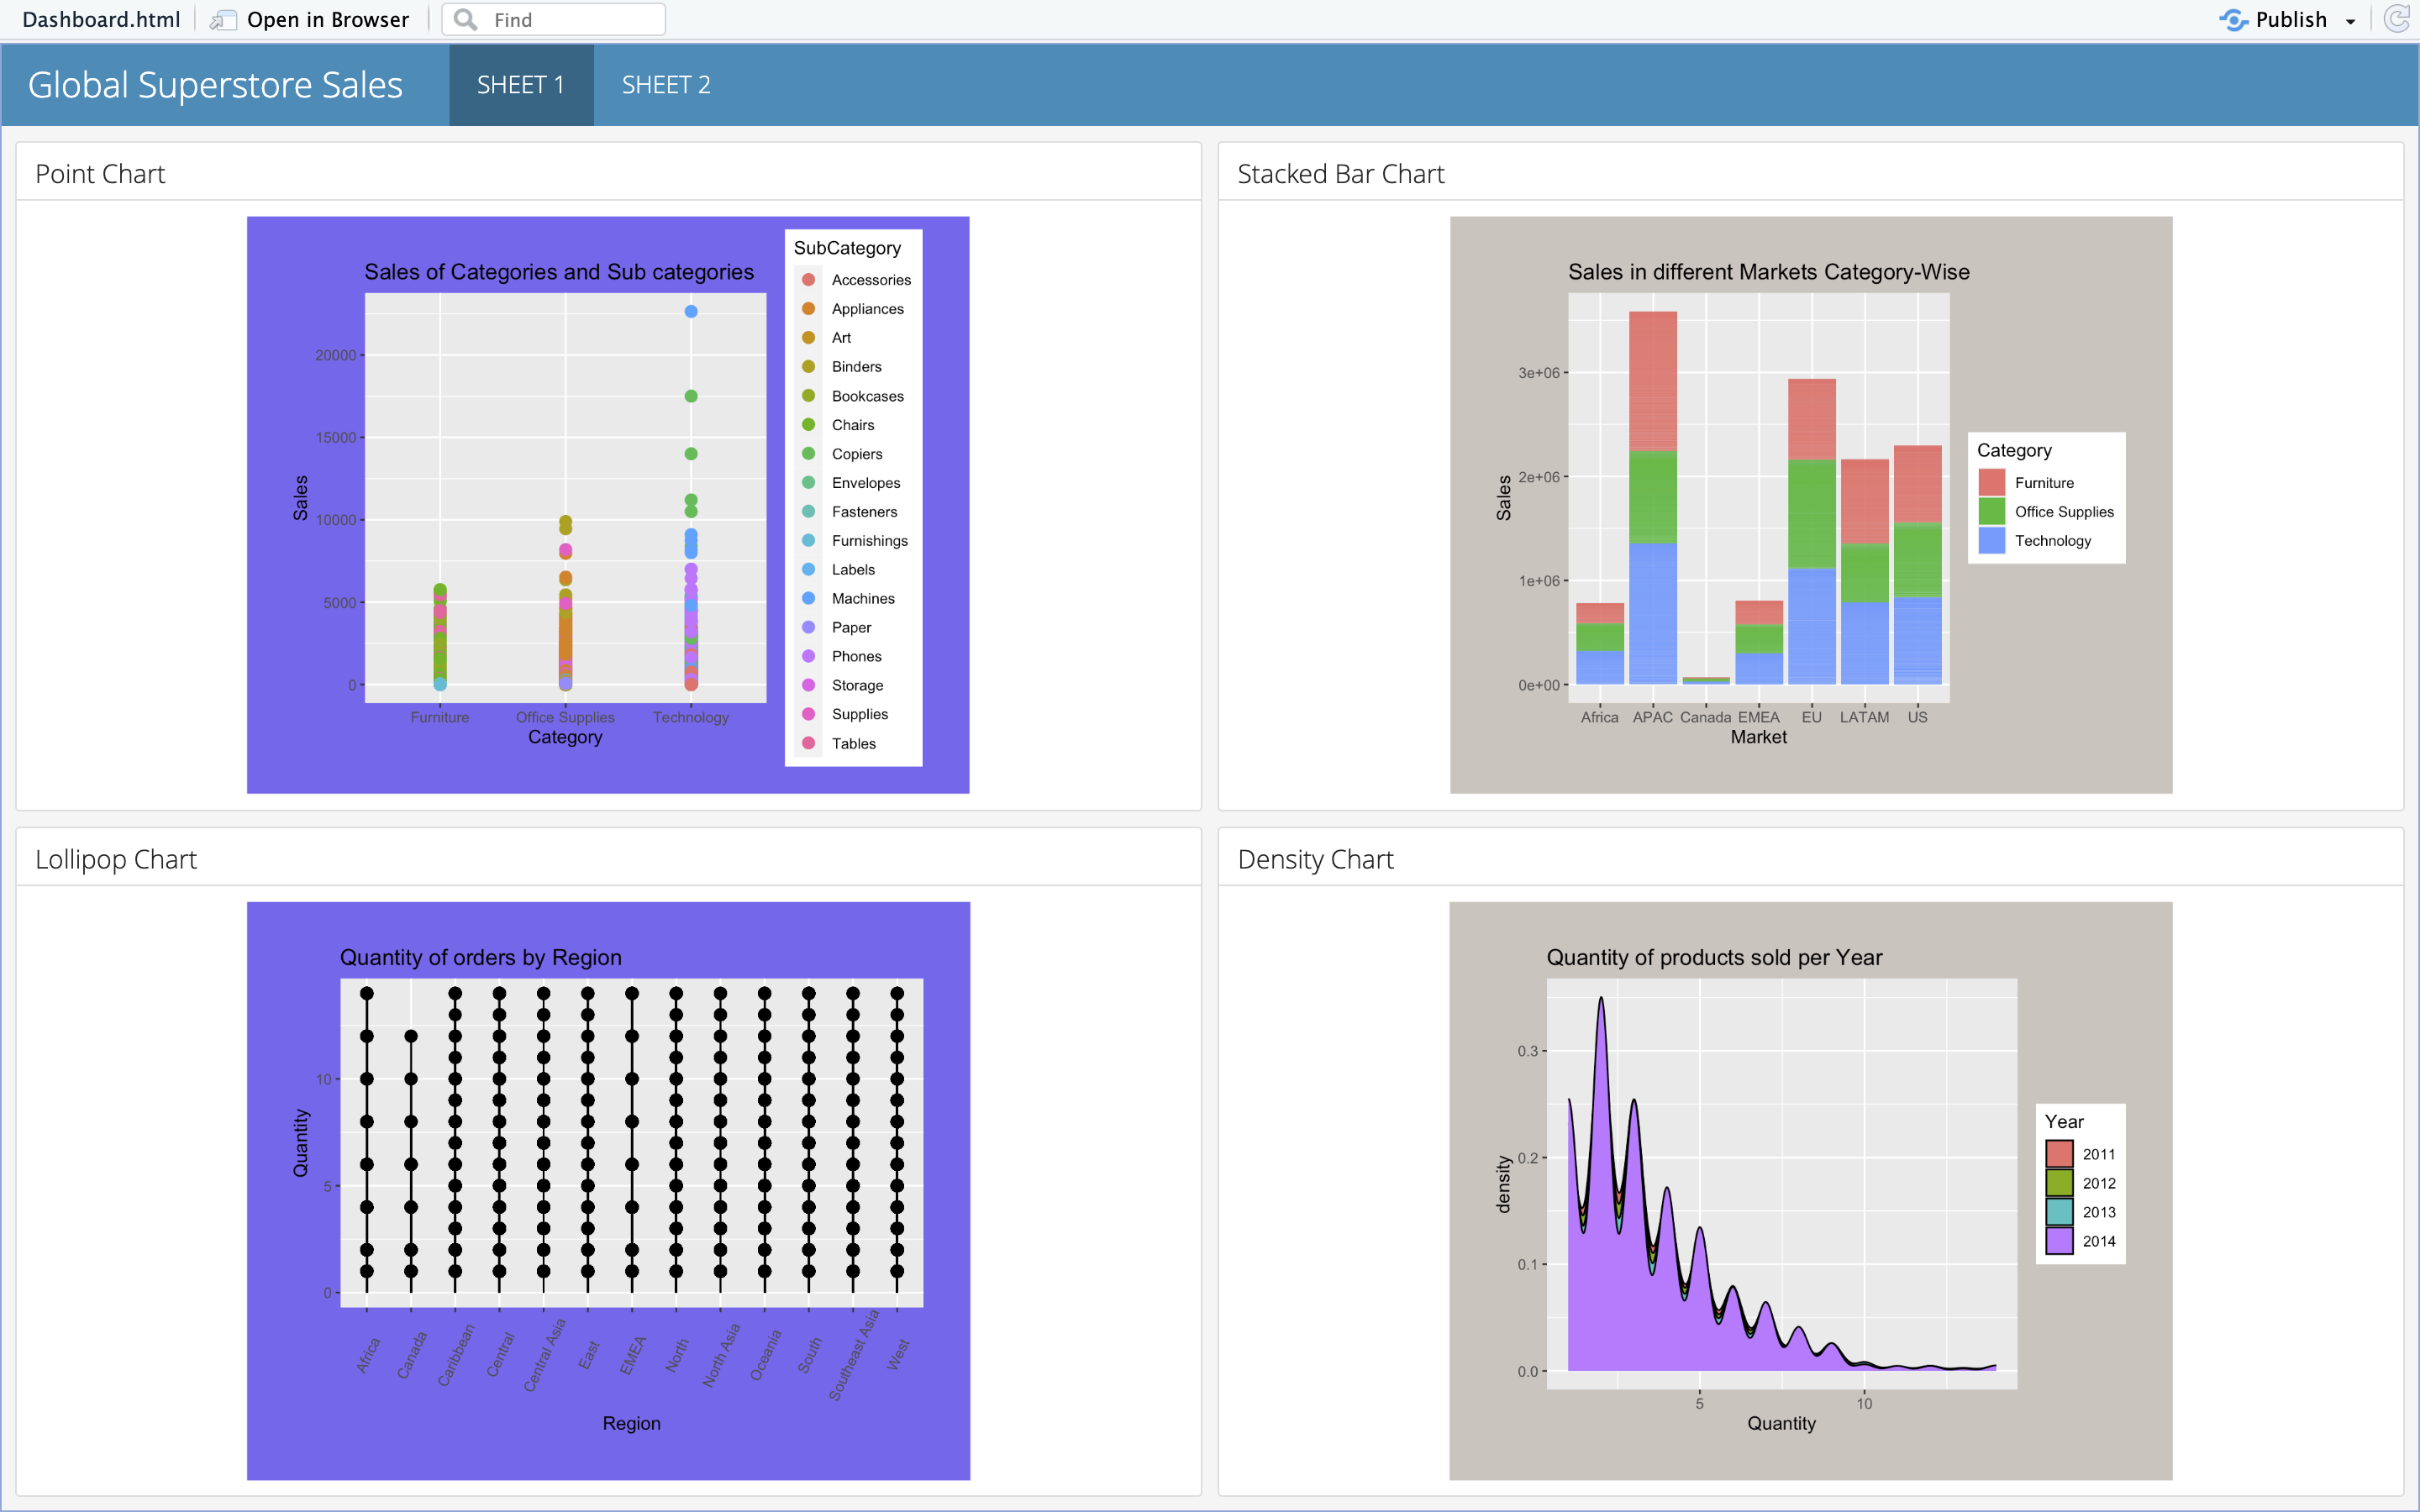 Dashboard.html
Open in Browser
Find
Publish
Global Superstore Sales
SHEET 1
SHEET 2
Point Chart
Sales of Categories and Sub categories
Sales
20000
15000
10000
5000
0
Furniture
Office Supplies
Technology
Category
SubCategory
Accessories
Appliances
Art
Binders
Bookcases
Chairs
Copiers
Envelopes
Fasteners
Furnishings
Labels
Machines
Paper
Phones
Storage
Supplies
Tables
Stacked Bar Chart
Sales in different Markets Category-Wise
Sales
3e+06
2e+06
1e+06
0e+00
Africa
APAC
Canada
EMEA
EU
LATAM
US
Market
Category
Furniture
Office Supplies
Technology
Lollipop Chart
Quantity of orders by Region
Quantity
10
5
0
Africa
Canada
Caribbean
Central
Central Asia
East
EMEA
North
North Asia
Oceania
South
Southeast Asia
West
Region
Density Chart
Quantity of products sold per Year
density
0.3
0.2
0.1
0.0
5
10
Quantity
Year
2011
2012
2013
2014